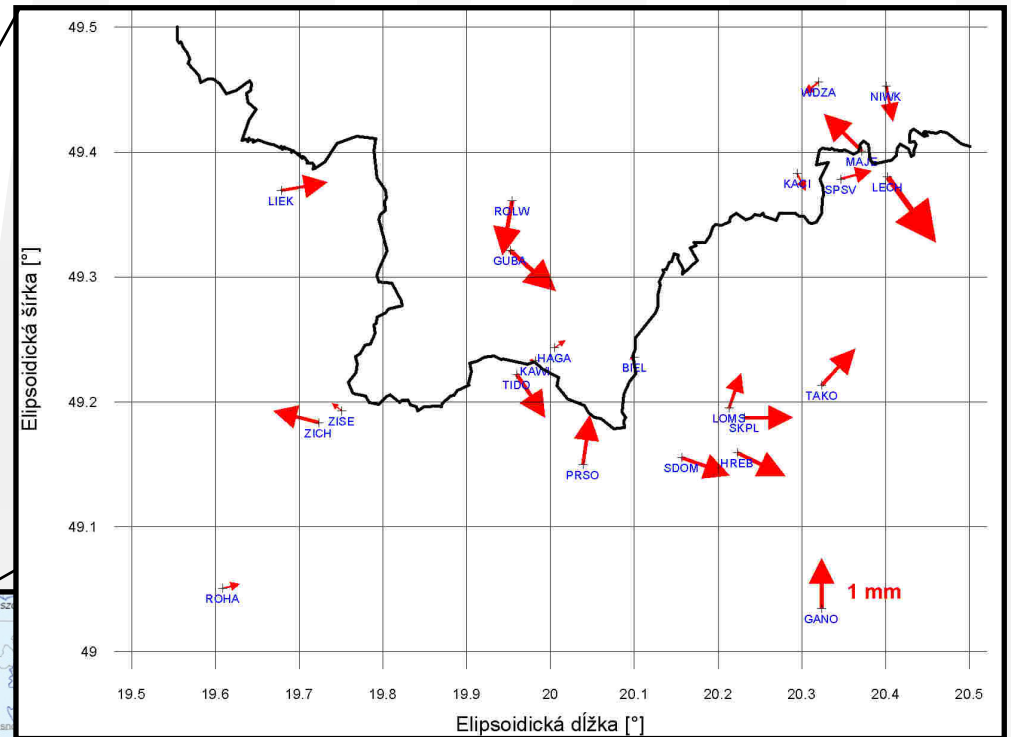 49.5
WDZA
NIWK
49.4
MAJE
KACI
SPSV
LECH
LIEK
ROLW
49.3
GUBA
HAGA
KAWI
BIEL
TIDO
TAKO
49.2
ZISE
ZICH
LOMS
SKPL
SDOM
HREB
PRSO
49.1
ROHA
1 mm
GANO
49
19.5 19.6 19.7 19.8 19.9 20 20.1 20.2 20.3 20.4 20.5
Elipsoidická šírka [°]
Elipsoidická dĺžka [°]